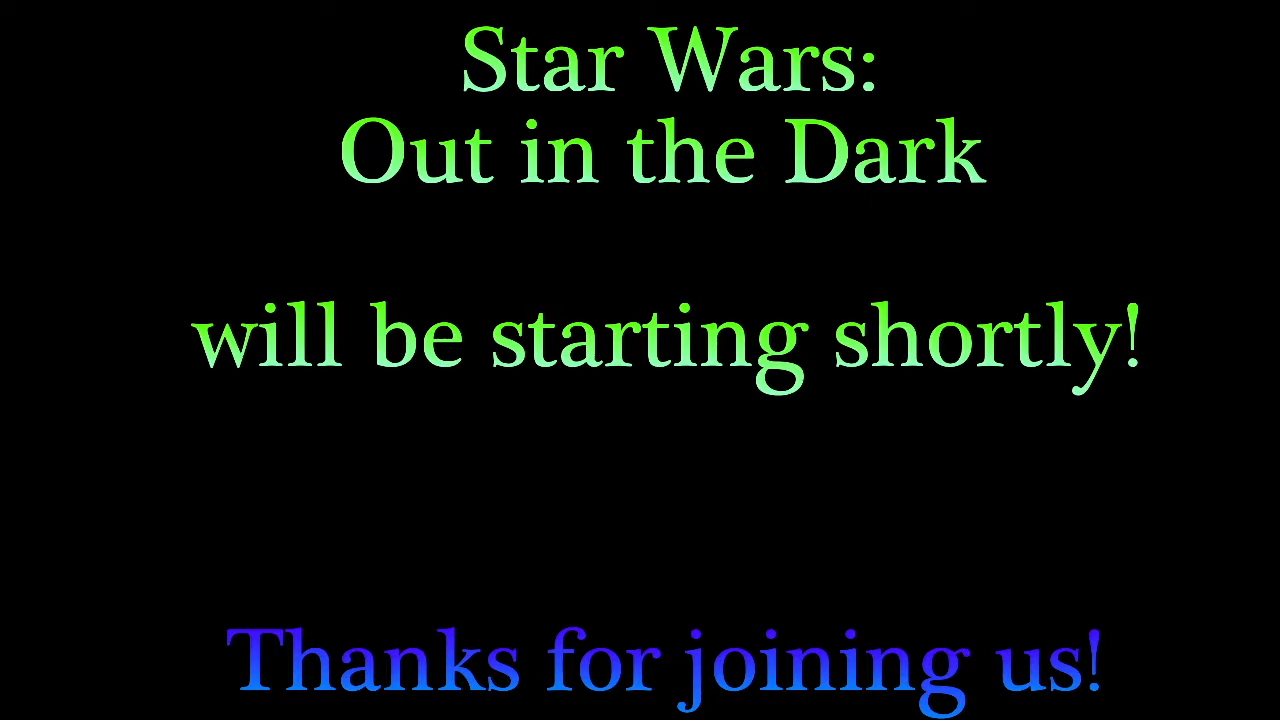 Star Wars:
Out in the Dark
will be starting shortly!
Thanks for joining us!